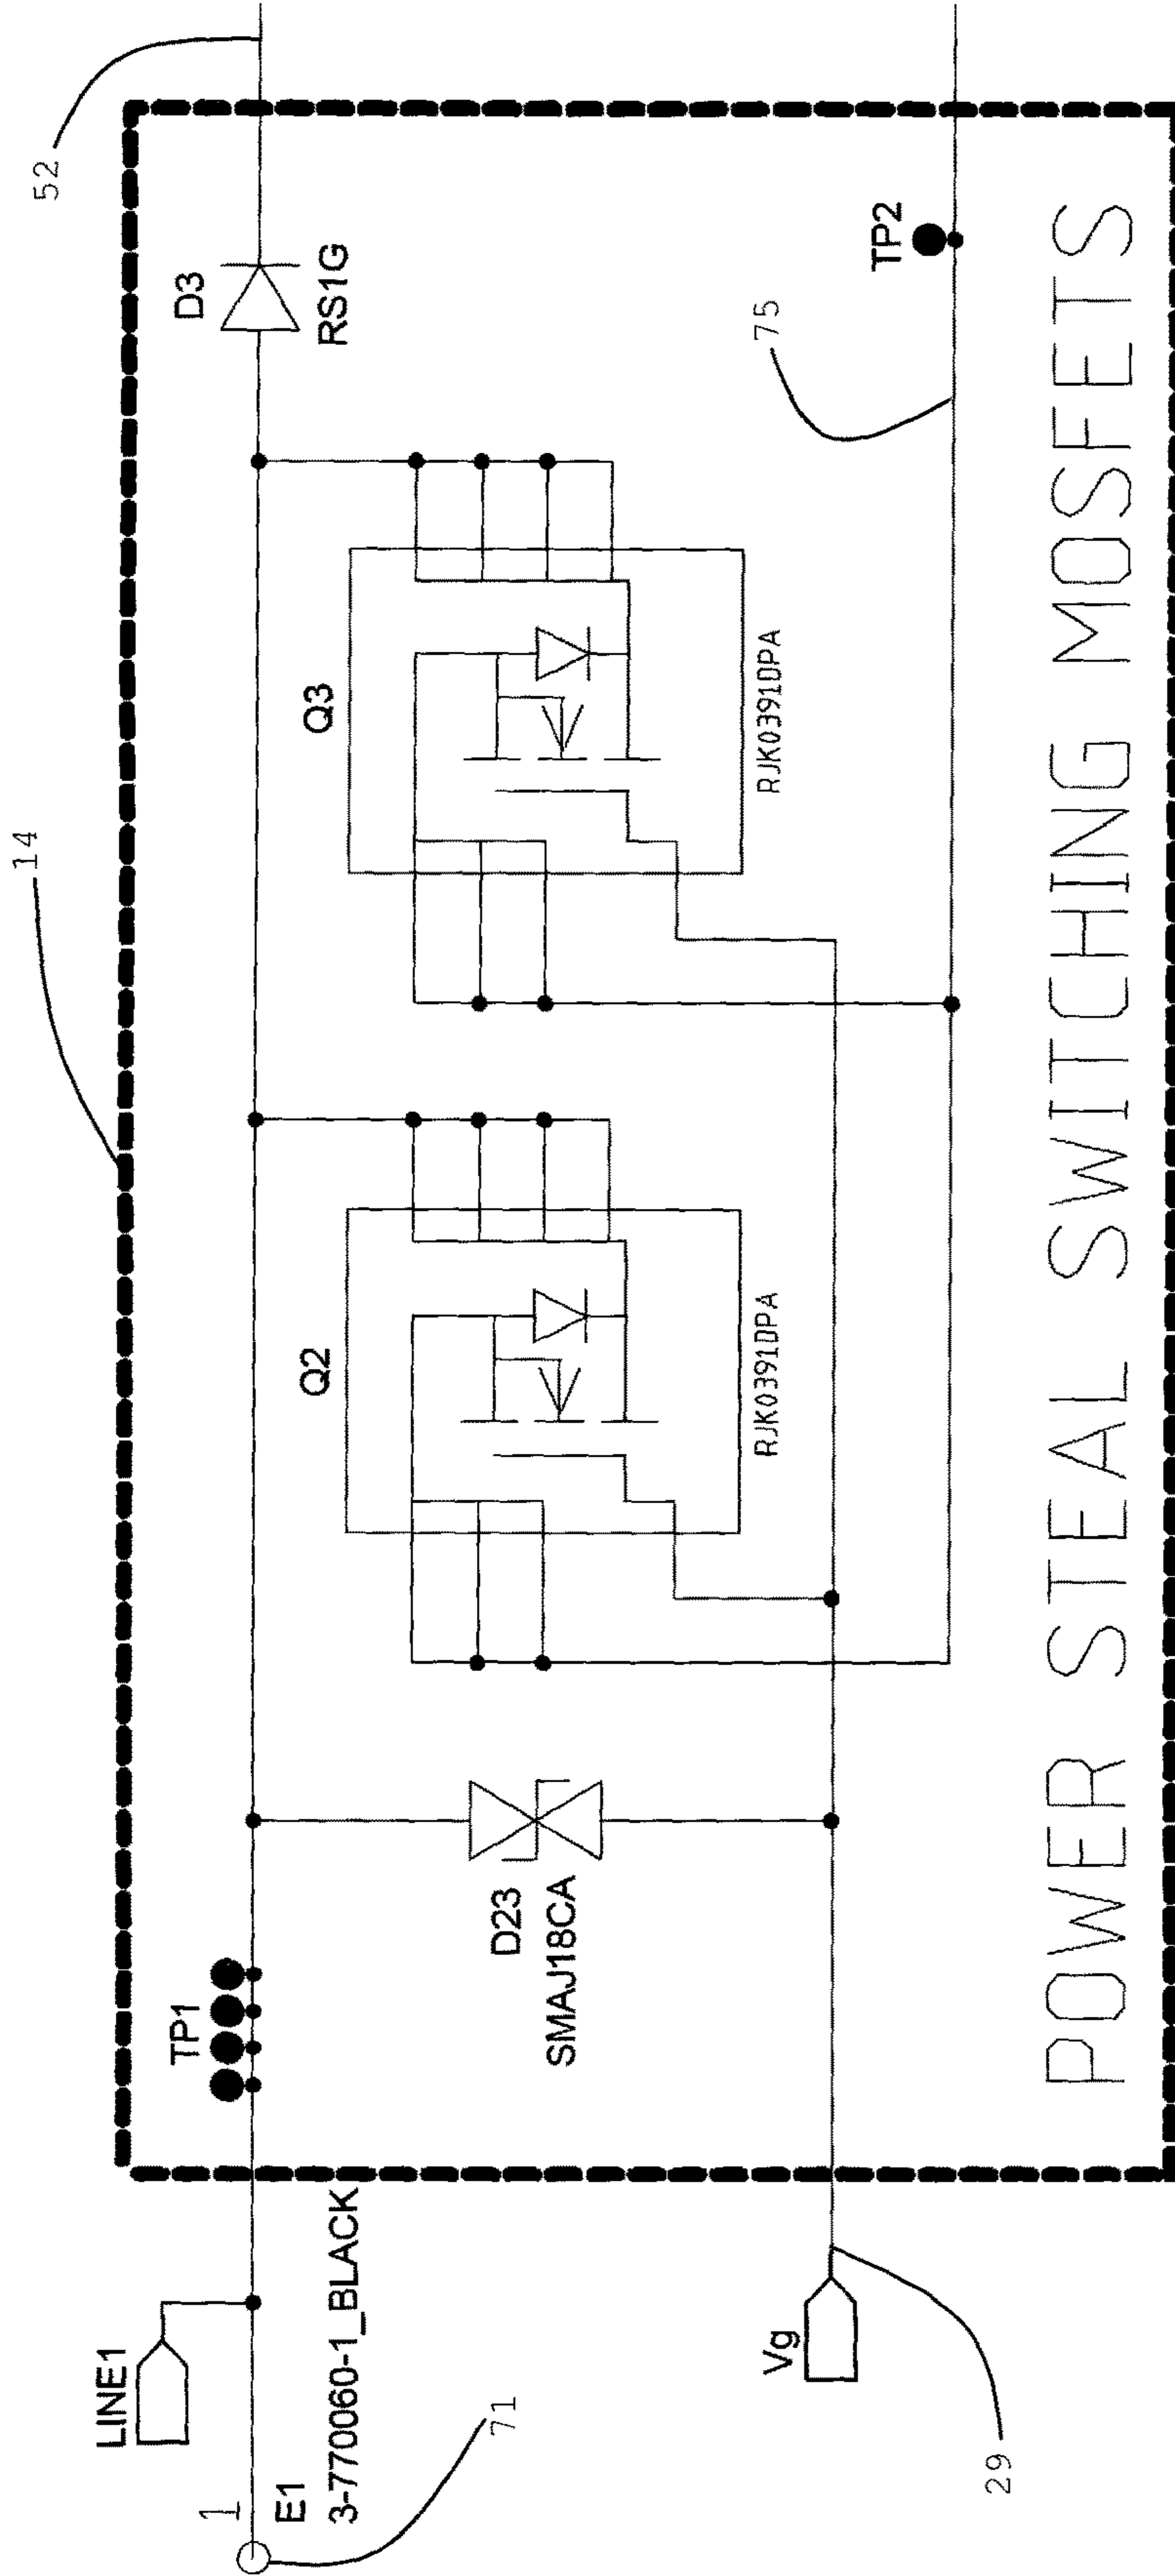 14
52
LINE1
1
E1
3-770060-1_BLACK
71
TP1
D23
SMAJ18CA
Q2
RJK0391DPA
Q3
RJK0391DPA
D3
RS1G
75
TP2
Vg
29
POWER STEAL SWITCHING MOSFETS